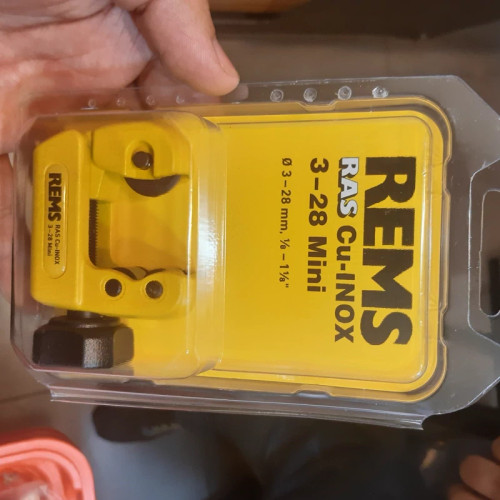 REMS
RAS Cu-INOX
3-28 Mini
Ø 3-28 mm, ⅛ - 1⅛"
REMS
RAS Cu-INOX
3-28 Mini